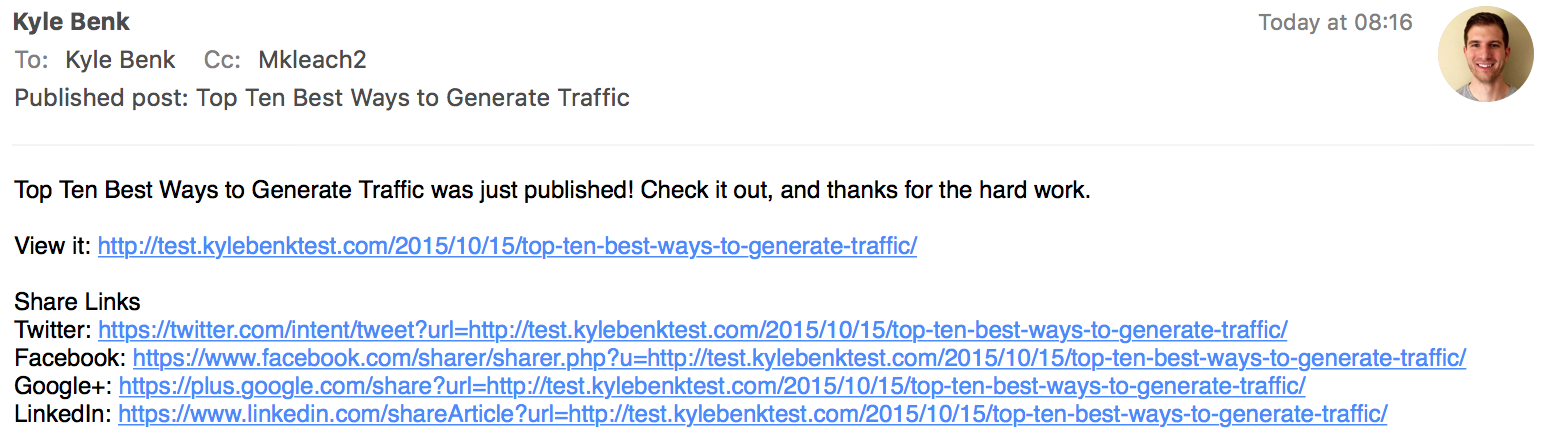 Kyle Benk Today at 08:16
To: Kyle Benk Cc: Mkleach2
Published post: Top Ten Best Ways to Generate Traffic
Top Ten Best Ways to Generate Traffic was just published! Check it out, and thanks for the hard work.
View it: http://test.kylebenktest.com/2015/10/15/top-ten-best-ways-to-generate-traffic/
Share Links
Twitter: https://twitter.com/intent/tweet?url=http://test.kylebenktest.com/2015/10/15/top-ten-best-ways-to-generate-traffic/
Facebook: https://www.facebook.com/sharer/sharer.php?u=http://test.kylebenktest.com/2015/10/15/top-ten-best-ways-to-generate-traffic/
Google+: https://plus.google.com/share?url=http://test.kylebenktest.com/2015/10/15/top-ten-best-ways-to-generate-traffic/
LinkedIn: https://www.linkedin.com/shareArticle?url=http://test.kylebenktest.com/2015/10/15/top-ten-best-ways-to-generate-traffic/